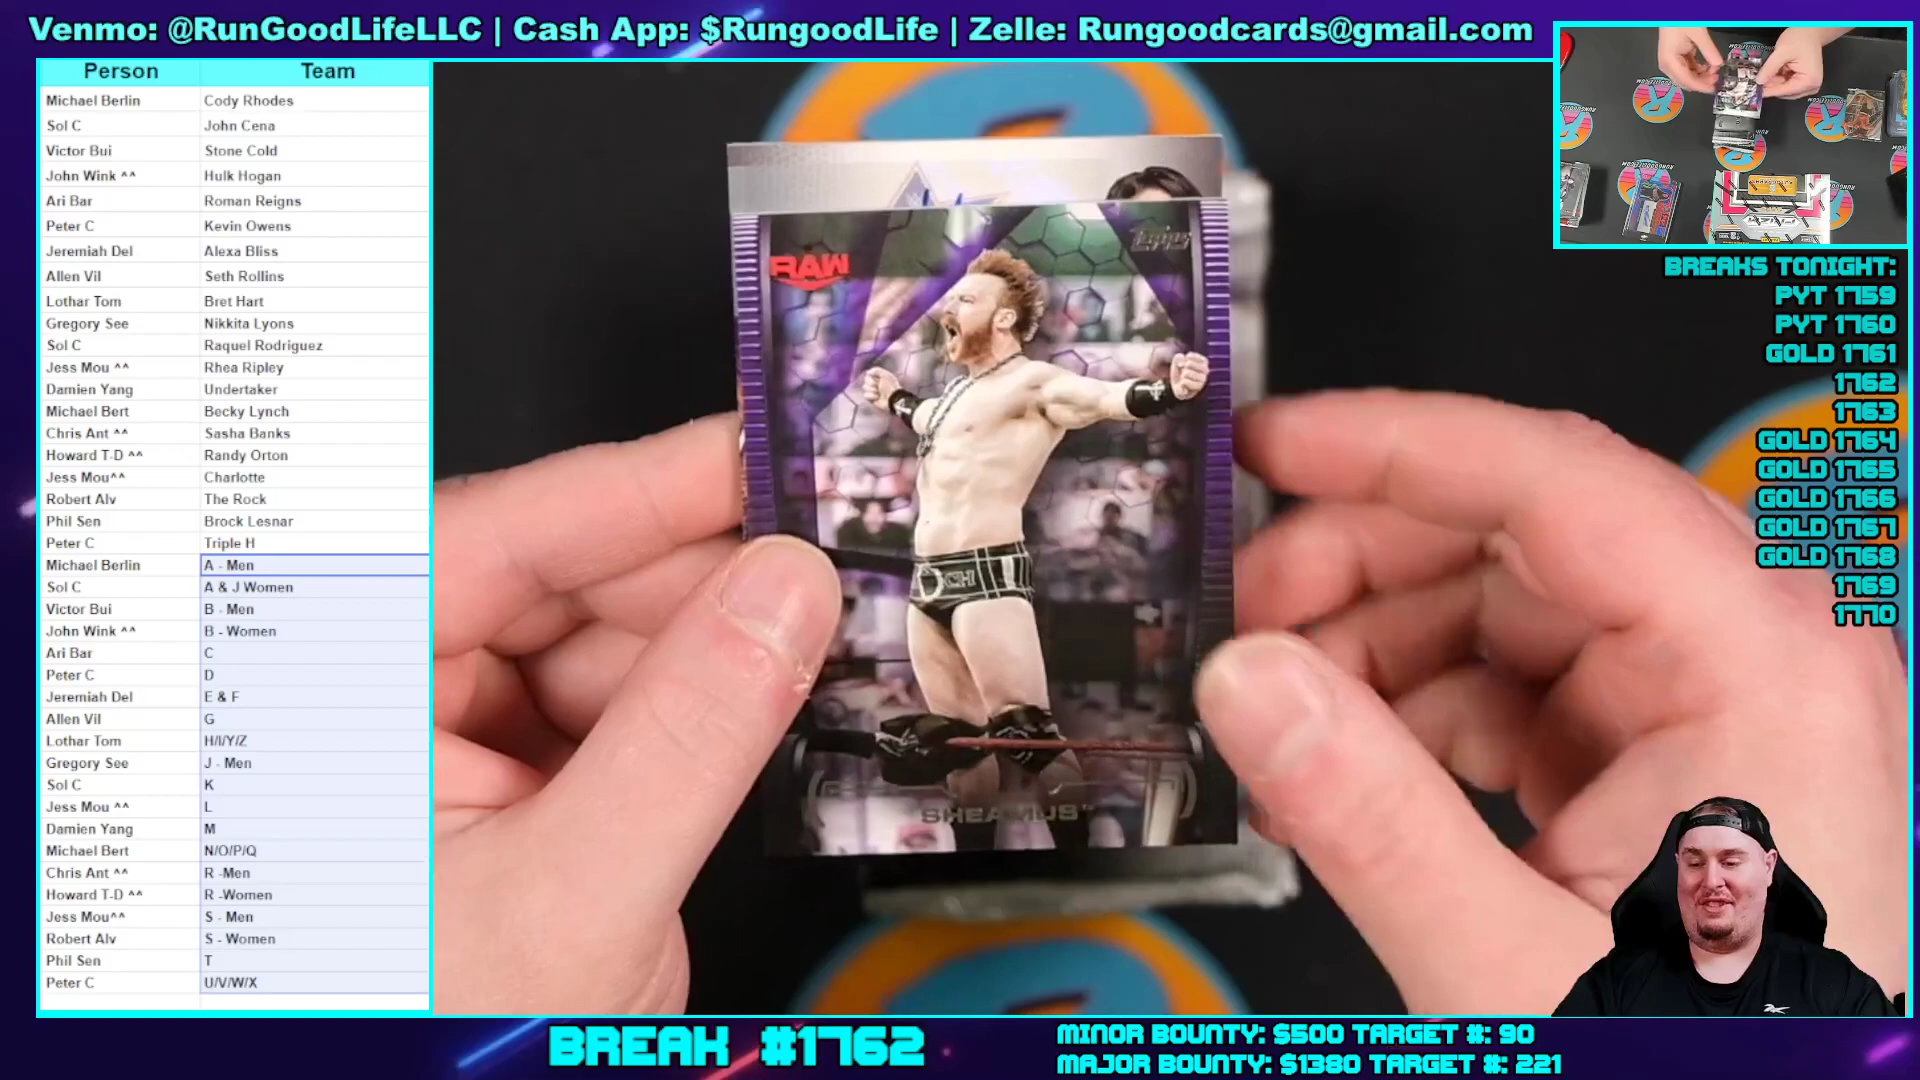 Venmo: @RunGoodLifeLLC | Cash App: $RungoodLife | Zelle: Rungoodcards@gmail.com
Person Team
Michael Berlin Cody Rhodes
Sol C John Cena
Victor Bui Stone Cold
John Wink ^^ Hulk Hogan
Ari Bar Roman Reigns
Peter C Kevin Owens
Jeremiah Del Alexa Bliss
Allen Vil Seth Rollins
Lothar Tom Bret Hart
Gregory See Nikkita Lyons
Sol C Raquel Rodriguez
Jess Mou ^^ Rhea Ripley
Damien Yang Undertaker
Michael Bert Becky Lynch
Chris Ant ^^ Sasha Banks
Howard T-D ^^ Randy Orton
Jess Mou^^ Charlotte
Robert Alv The Rock
Phil Sen Brock Lesnar
Peter C Triple H
Michael Berlin A - Men
Sol C A & J Women
Victor Bui B - Men
John Wink ^^ B - Women
Ari Bar C
Peter C D
Jeremiah Del E & F
Allen Vil G
Lothar Tom H/I/Y/Z
Gregory See J - Men
Sol C K
Jess Mou ^^ L
Damien Yang M
Michael Bert N/O/P/Q
Chris Ant ^^ R -Men
Howard T-D ^^ R -Women
Jess Mou^^ S - Men
Robert Alv S - Women
Phil Sen T
Peter C U/V/W/X
RAW
Topps
SHEAMUS™
BREAKS TONIGHT:
PYT 1759
PYT 1760
GOLD 1761
1762
1763
GOLD 1764
GOLD 1765
GOLD 1766
GOLD 1767
GOLD 1768
1769
1770
BREAK #1762
MINOR BOUNTY: $500 TARGET #: 90
MAJOR BOUNTY: $1380 TARGET #: 221